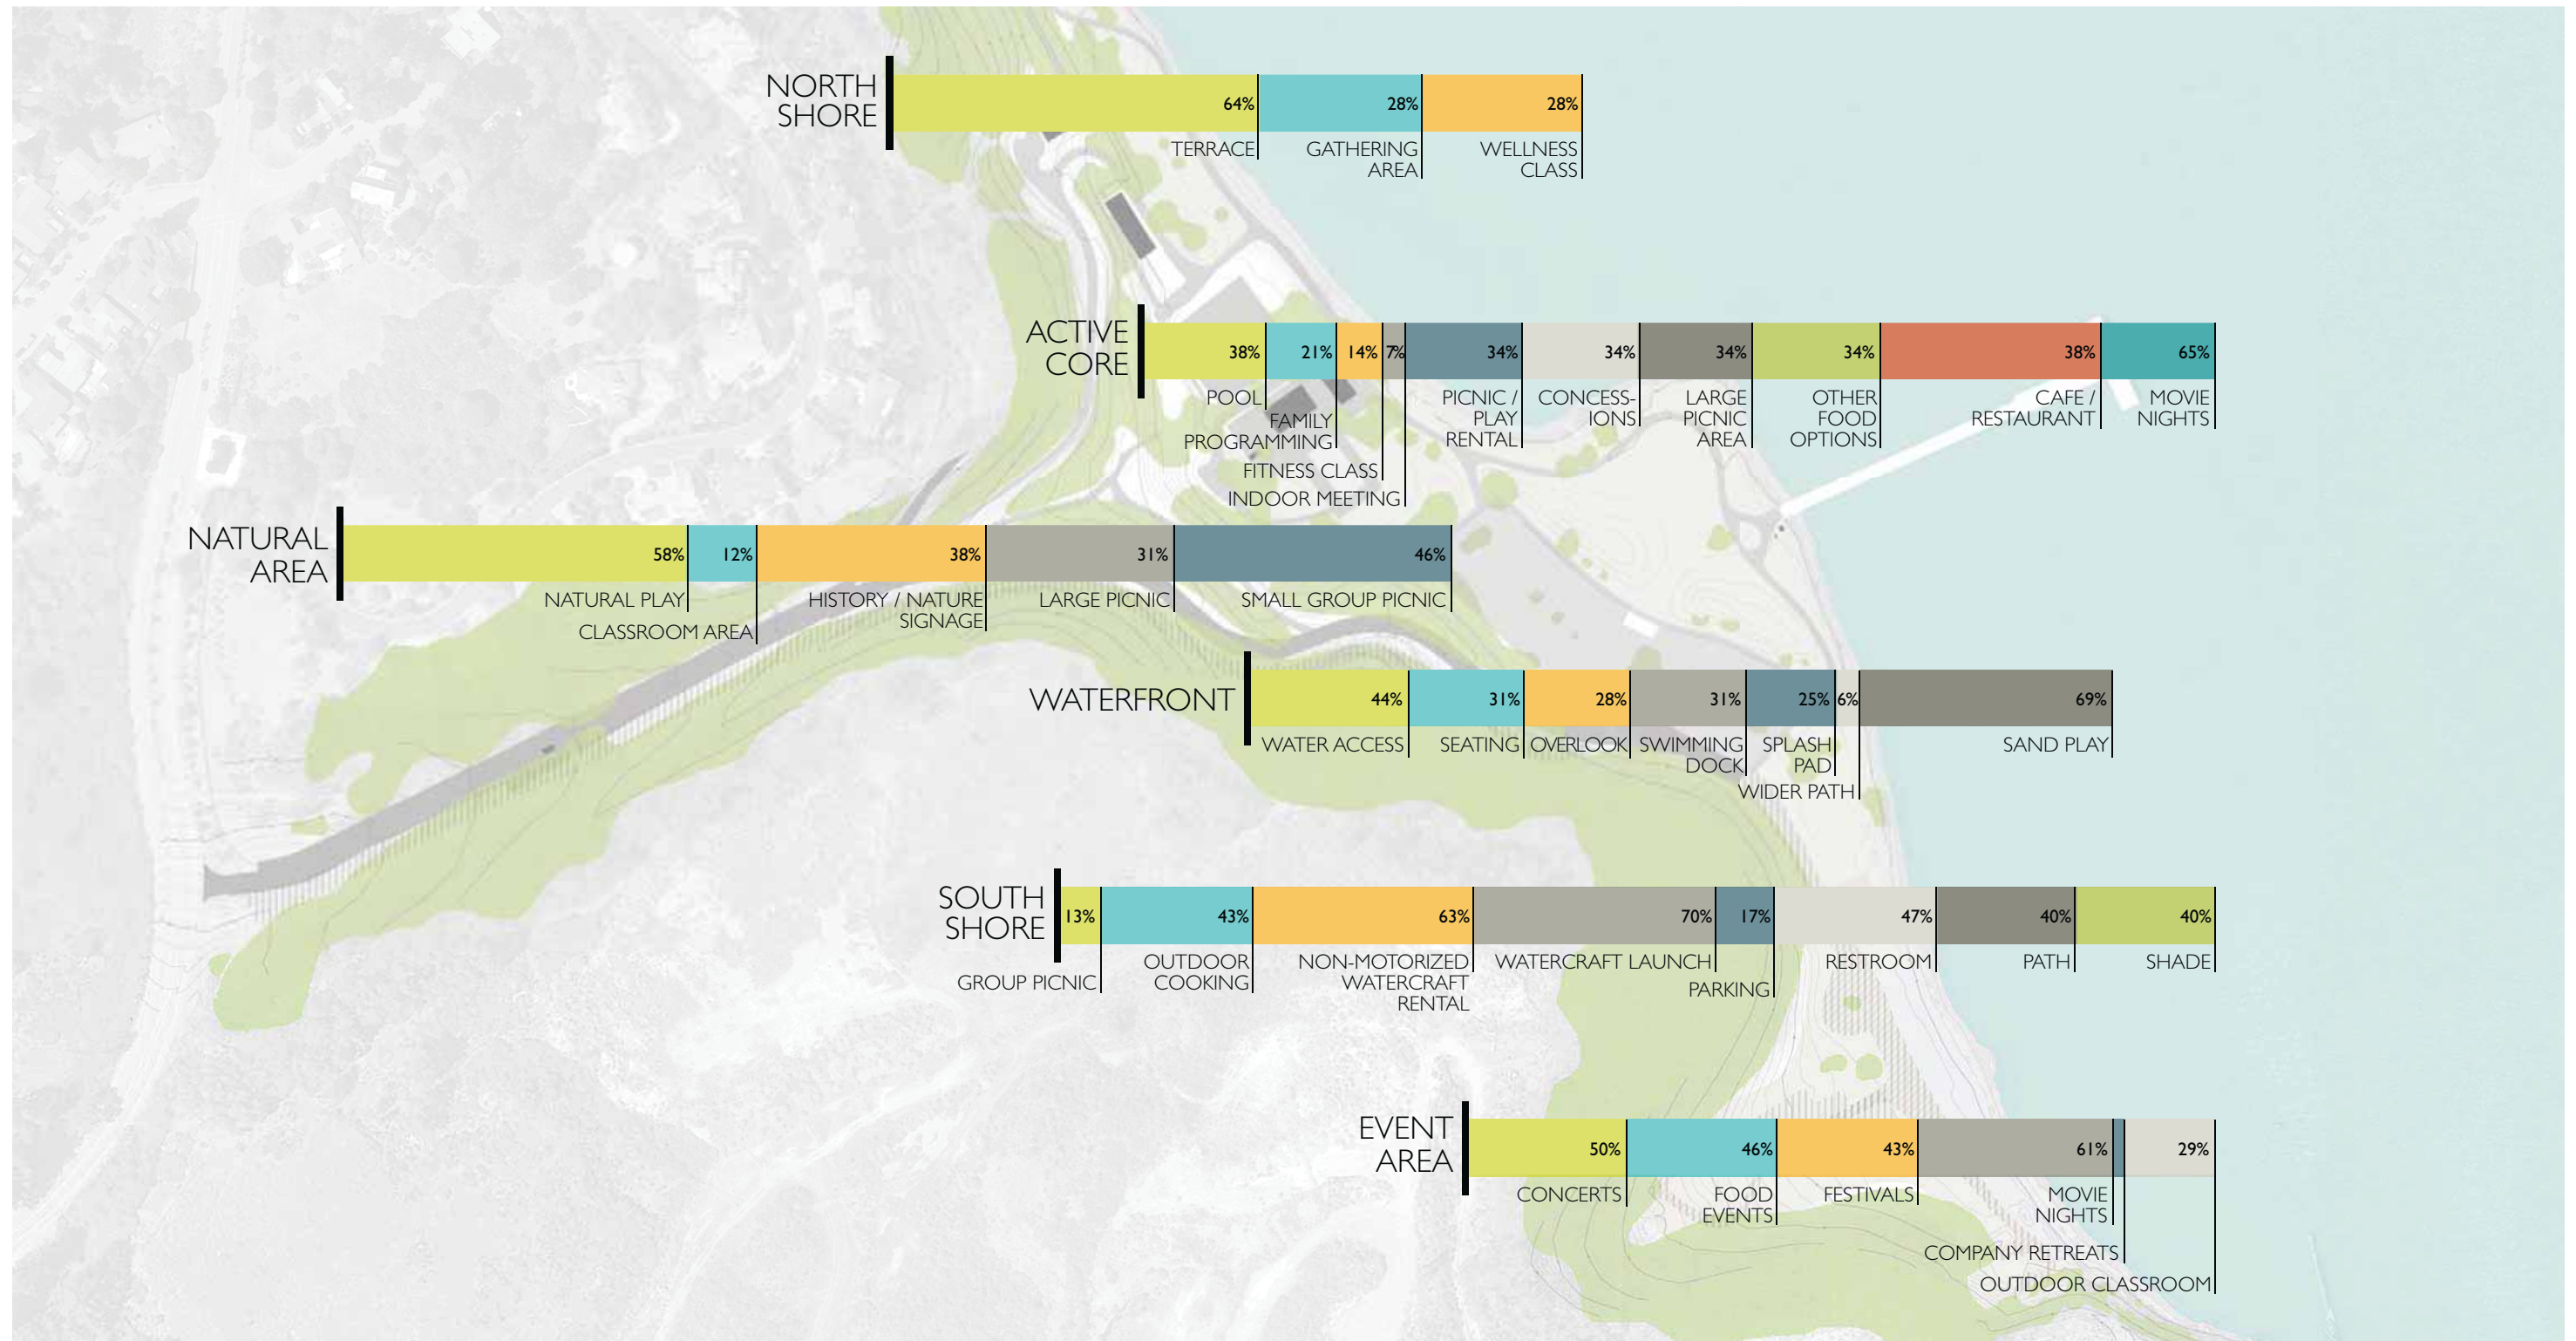 NORTH
SHORE
64%
28%
28%
TERRACE
GATHERING
AREA
WELLNESS
CLASS
ACTIVE
CORE
38%
21%
14%
7%
34%
34%
34%
34%
38%
65%
POOL
FAMILY
PROGRAMMING
FITNESS CLASS
INDOOR MEETING
PICNIC /
PLAY
RENTAL
CONCESS-
IONS
LARGE
PICNIC
AREA
OTHER
FOOD
OPTIONS
CAFE /
RESTAURANT
MOVIE
NIGHTS
NATURAL
AREA
58%
12%
38%
31%
46%
NATURAL PLAY
CLASSROOM AREA
HISTORY / NATURE
SIGNAGE
LARGE PICNIC
SMALL GROUP PICNIC
WATERFRONT
44%
31%
28%
31%
25%
6%
69%
WATER ACCESS
SEATING
OVERLOOK
SWIMMING
DOCK
SPLASH
PAD
WIDER PATH
SAND PLAY
SOUTH
SHORE
13%
43%
63%
70%
17%
47%
40%
40%
GROUP PICNIC
OUTDOOR
COOKING
NON-MOTORIZED
WATERCRAFT
RENTAL
WATERCRAFT LAUNCH
PARKING
RESTROOM
PATH
SHADE
EVENT
AREA
50%
46%
43%
61%
29%
CONCERTS
FOOD
EVENTS
FESTIVALS
MOVIE
NIGHTS
COMPANY RETREATS
OUTDOOR CLASSROOM